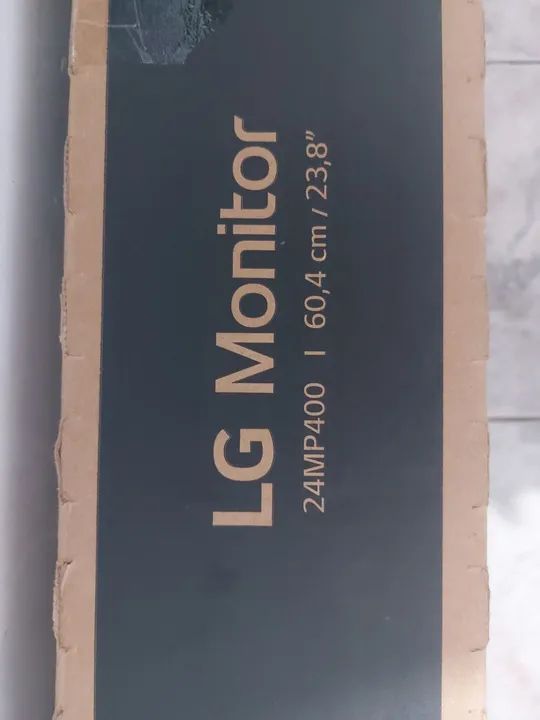 LG Monitor
24MP400 | 60,4 cm / 23,8"